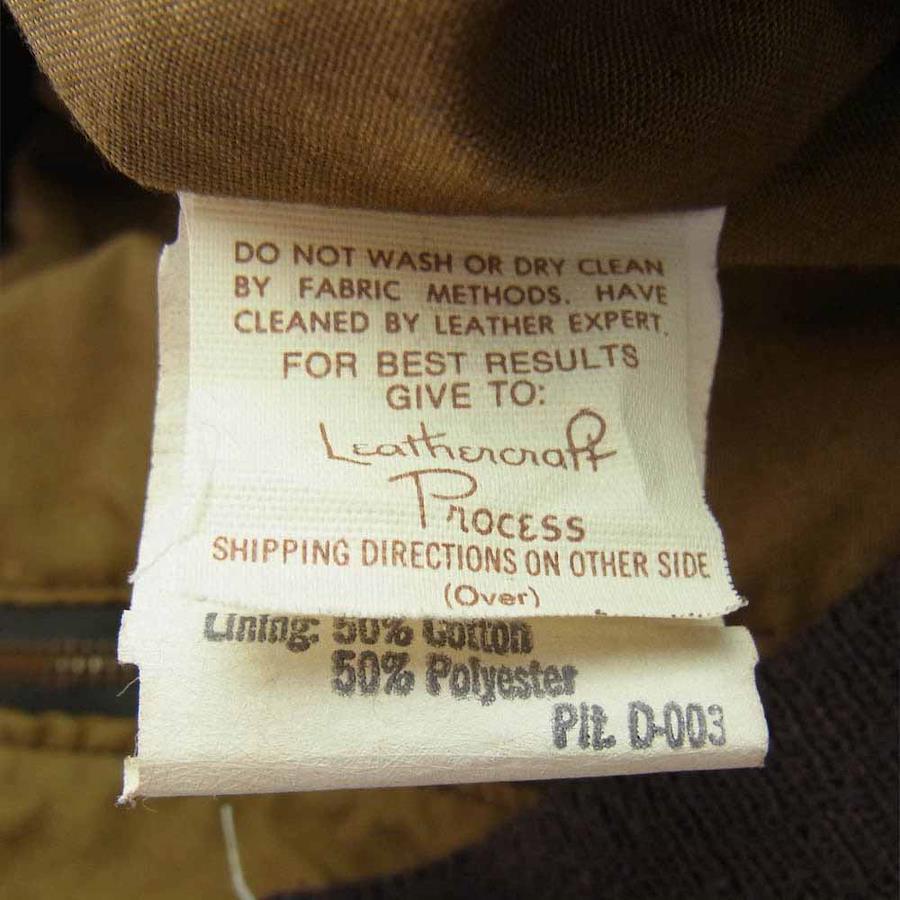 DO NOT WASH OR DRY CLEAN
BY FABRIC METHODS. HAVE
CLEANED BY LEATHER EXPERT.
FOR BEST RESULTS
GIVE TO:
Leathercraft
Process
SHIPPING DIRECTIONS ON OTHER SIDE
(Over)
Lining: 50% Cotton
50% Polyester
Plt. D-003